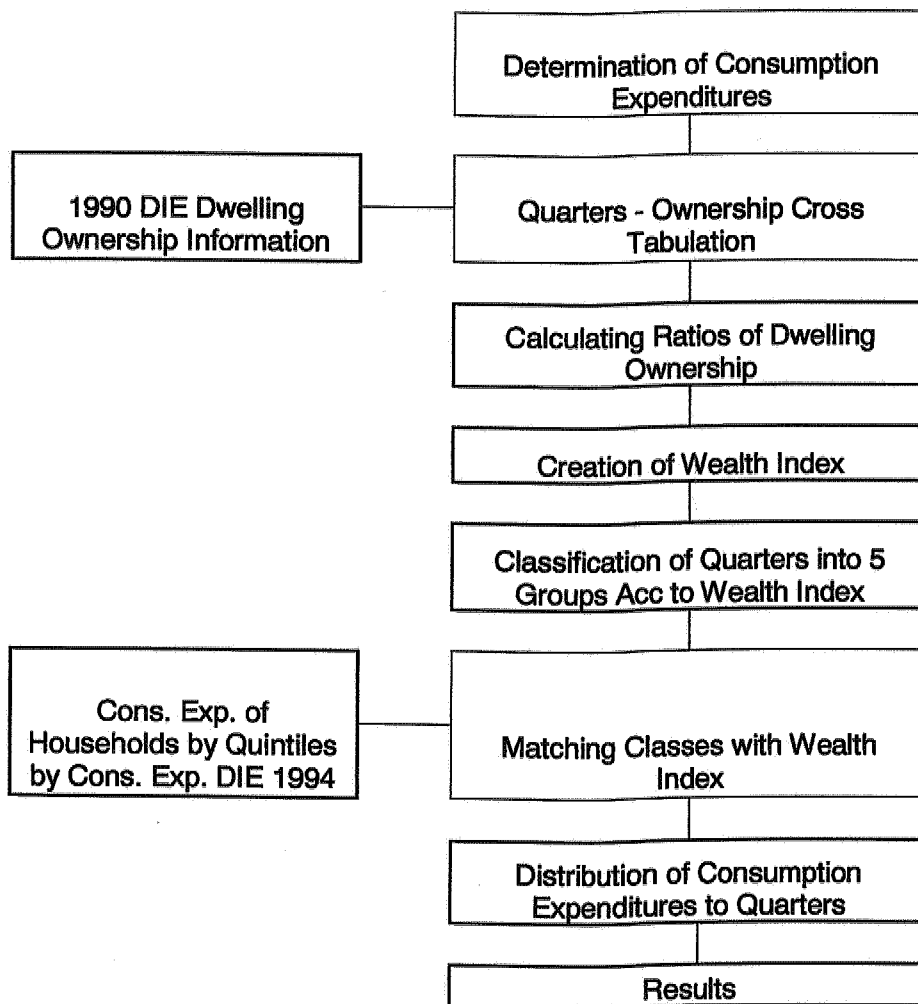 Determination of Consumption
Expenditures
1990 DIE Dwelling
Ownership Information
Quarters - Ownership Cross
Tabulation
Calculating Ratios of Dwelling
Ownership
Creation of Wealth Index
Classification of Quarters into 5
Groups Acc to Wealth Index
Cons. Exp. of
Households by Quintiles
by Cons. Exp. DIE 1994
Matching Classes with Wealth
Index
Distribution of Consumption
Expenditures to Quarters
Results